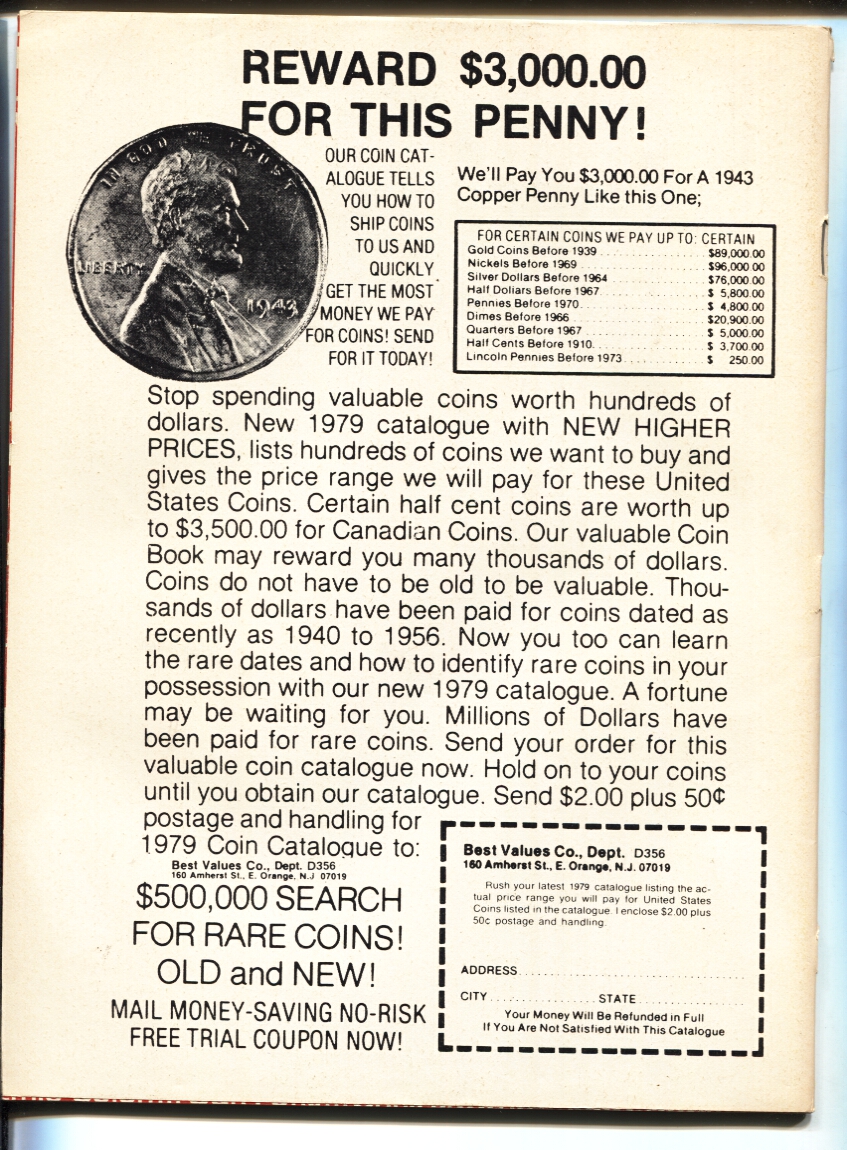 REWARD $3,000.00
FOR THIS PENNY!
IN GOD WE TRUST
LIBERTY
1943
OUR COIN CAT-
ALOGUE TELLS
YOU HOW TO
SHIP COINS
TO US AND
QUICKLY
GET THE MOST
MONEY WE PAY
FOR COINS! SEND
FOR IT TODAY!
We'll Pay You $3,000.00 For A 1943
Copper Penny Like this One;
FOR CERTAIN COINS WE PAY UP TO: CERTAIN
Gold Coins Before 1939 . . . . . . . . . . . . . . . . $89,000.00
Nickels Before 1969 . . . . . . . . . . . . . . . . $96,000 00
Silver Dollars Before 1964 . . . . . . . . . . . . . . . . $76,000 00
Half Dollars Before 1967 . . . . . . . . . . . . . . . . $ 5,800.00
Pennies Before 1970 . . . . . . . . . . . . . . . . $ 4,800.00
Dimes Before 1966 . . . . . . . . . . . . . . . . $20,900.00
Quarters Before 1967 . . . . . . . . . . . . . . . . $ 5,000.00
Half Cents Before 1910 . . . . . . . . . . . . . . . . $ 3,700.00
Lincoln Pennies Before 1973 . . . . . . . . . . . . . . . . $ 250.00
Stop spending valuable coins worth hundreds of
dollars. New 1979 catalogue with NEW HIGHER
PRICES, lists hundreds of coins we want to buy and
gives the price range we will pay for these United
States Coins. Certain half cent coins are worth up
to $3,500.00 for Canadian Coins. Our valuable Coin
Book may reward you many thousands of dollars.
Coins do not have to be old to be valuable. Thou-
sands of dollars have been paid for coins dated as
recently as 1940 to 1956. Now you too can learn
the rare dates and how to identify rare coins in your
possession with our new 1979 catalogue. A fortune
may be waiting for you. Millions of Dollars have
been paid for rare coins. Send your order for this
valuable coin catalogue now. Hold on to your coins
until you obtain our catalogue. Send $2.00 plus 50¢
postage and handling for
1979 Coin Catalogue to:
Best Values Co., Dept. D356
160 Amherst St., E. Orange, N.J 07019
$500,000 SEARCH
FOR RARE COINS!
OLD and NEW!
MAIL MONEY-SAVING NO-RISK
FREE TRIAL COUPON NOW!
Best Values Co., Dept. D356
160 Amherst St., E. Orange, N.J. 07019
Rush your latest 1979 catalogue listing the ac-
tual price range you will pay for United States
Coins listed in the catalogue. I enclose $2.00 plus
50¢ postage and handling.
ADDRESS. . . . . . . . . . . . . . . . . . . . . . . .
CITY . . . . . . . . . . . . STATE . . . . . . . . . . . .
Your Money Will Be Refunded in Full
If You Are Not Satisfied With This Catalogue